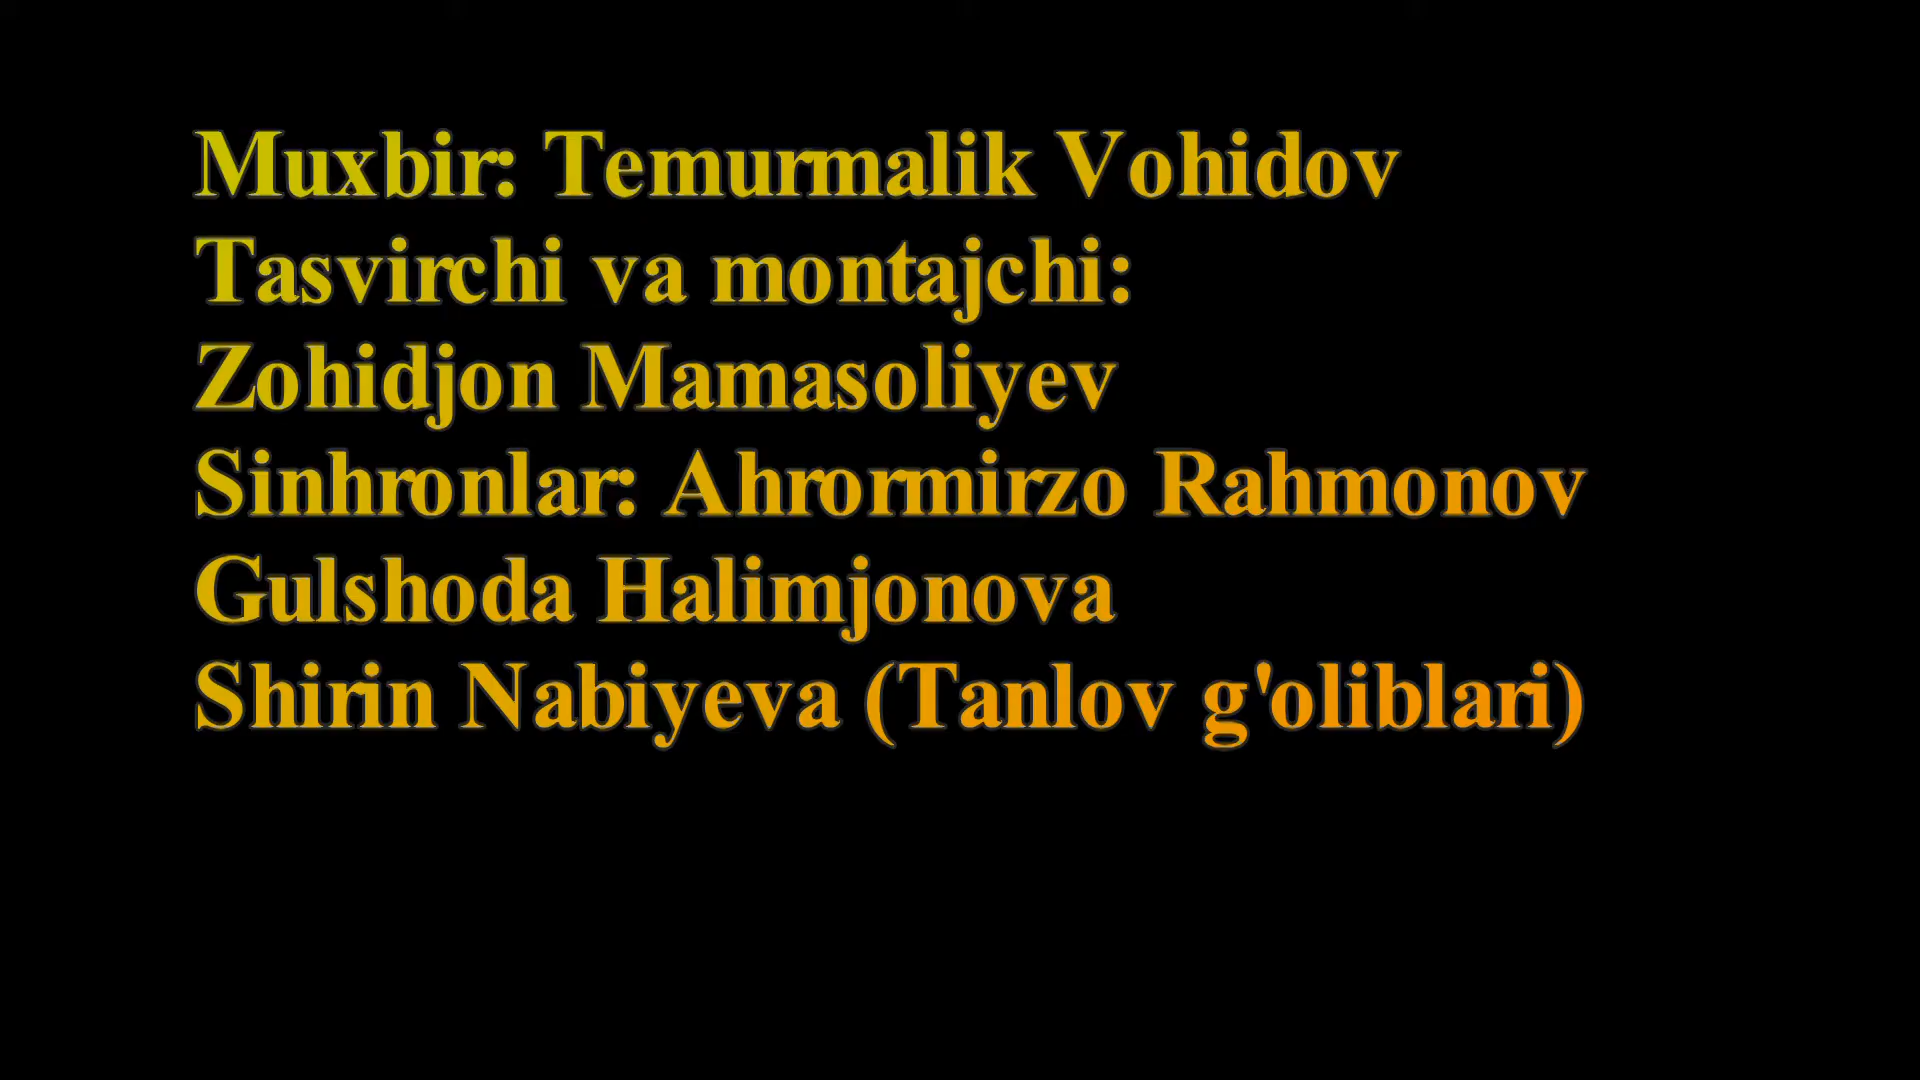 Muxbir: Temurmalik Vohidov
Tasvirchi va montajchi:
Zohidjon Mamasoliyev
Sinhronlar: Ahrormirzo Rahmonov
Gulshoda Halimjonova
Shirin Nabiyeva (Tanlov g'oliblari)